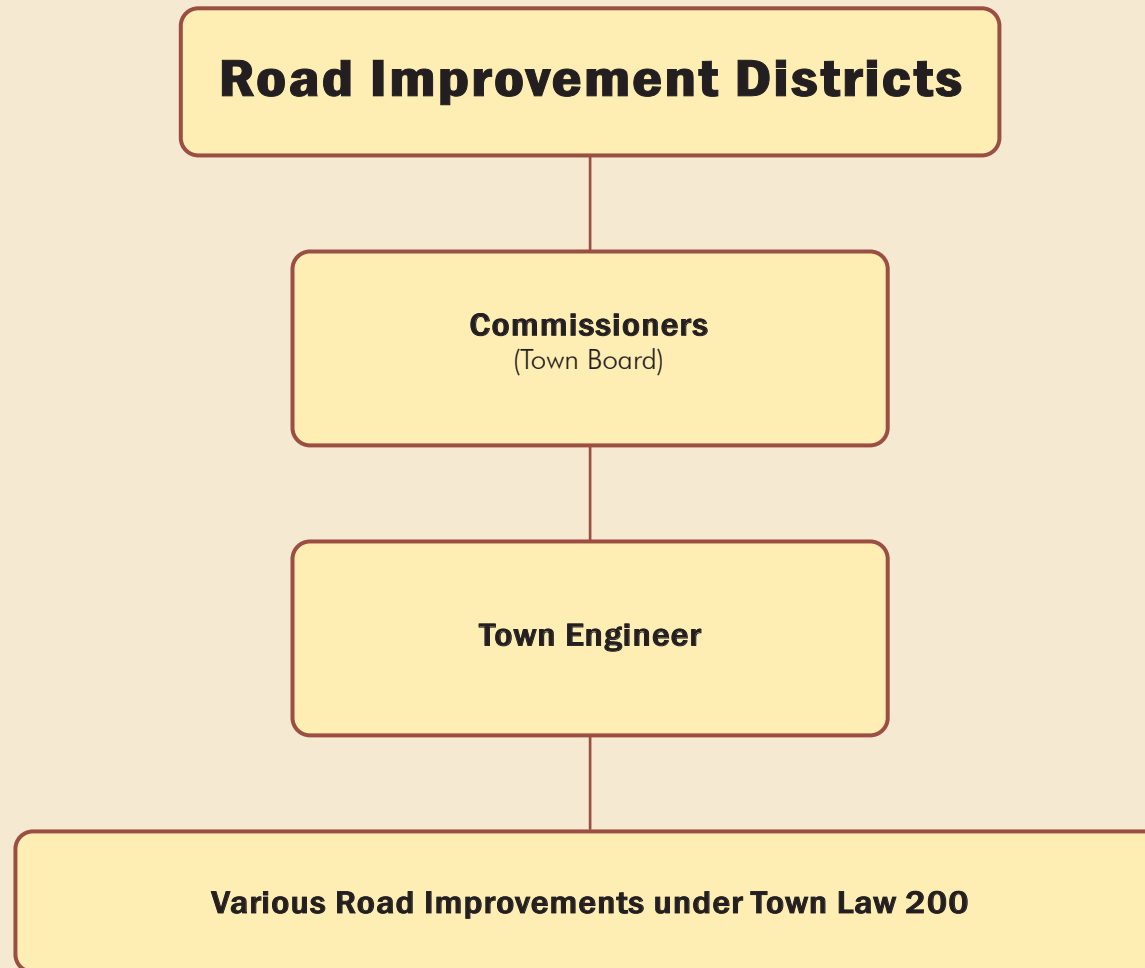 Road Improvement Districts
Commissioners
(Town Board)
Town Engineer
Various Road Improvements under Town Law 200